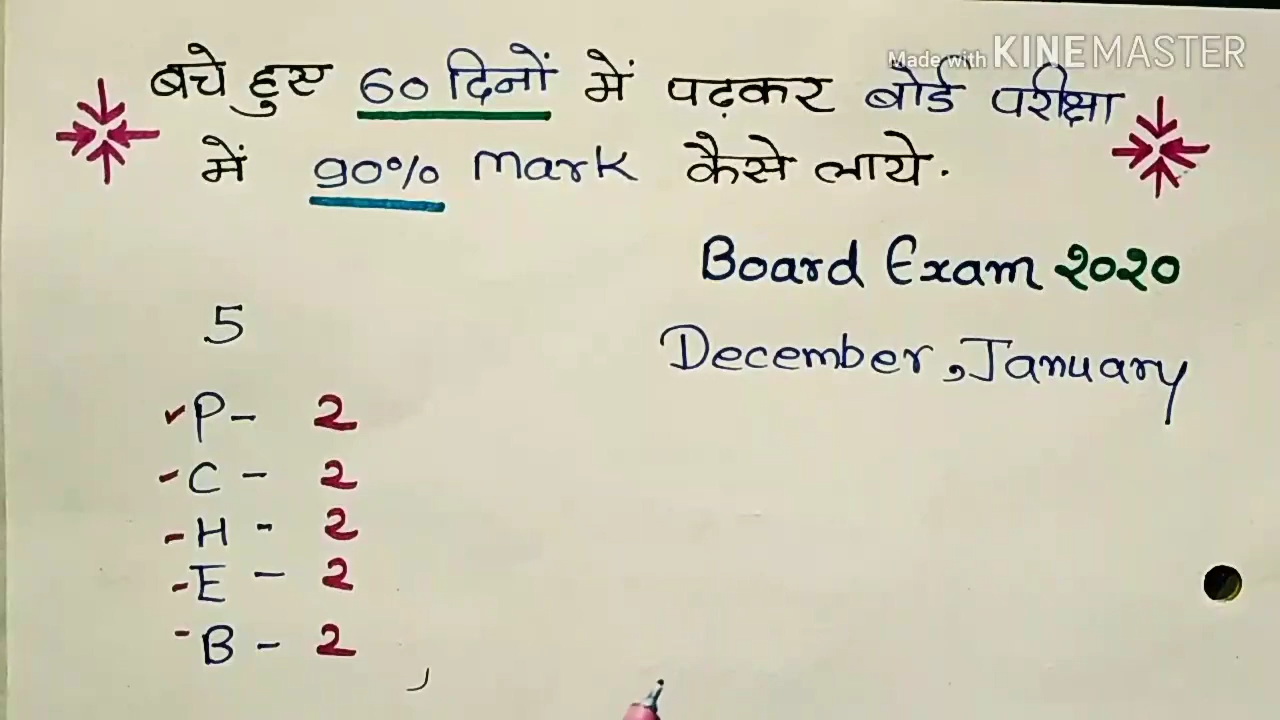 Made with KINEMASTER
बचे हुए 60 दिनों में पढ़कर बोर्ड परीक्षा
में 90% mark कैसे लाये.
Board Exam २०२०
December, January
5
P- 2
C- 2
H- 2
E- 2
B- 2